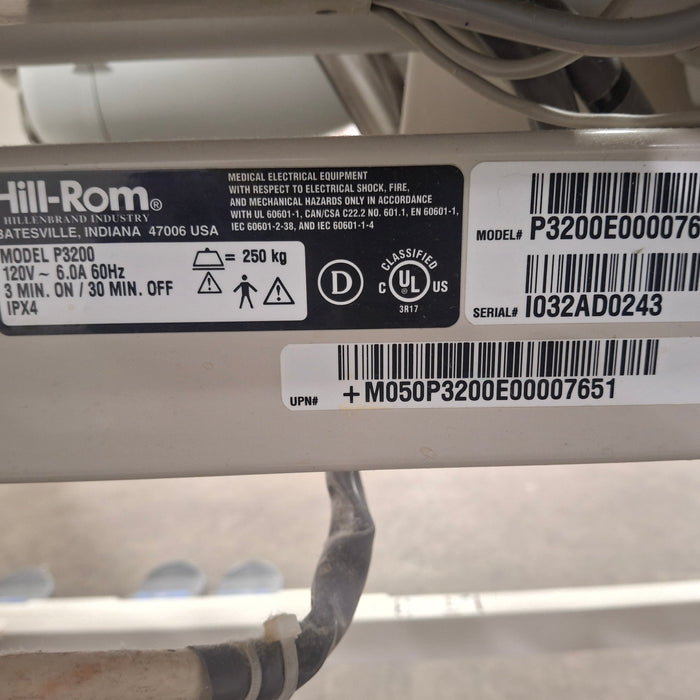 Hill-Rom®
HILLENBRAND INDUSTRY
BATESVILLE, INDIANA 47006 USA
MEDICAL ELECTRICAL EQUIPMENT
WITH RESPECT TO ELECTRICAL SHOCK, FIRE,
AND MECHANICAL HAZARDS ONLY IN ACCORDANCE
WITH UL 60601-1, CAN/CSA C22.2 NO. 601.1, EN 60601-1,
IEC 60601-2-38, AND IEC 60601-1-4
MODEL P3200
120V ~ 6.0A 60Hz
3 MIN. ON / 30 MIN. OFF
IPX4
= 250 kg
D
CLASSIFIED
C UL® US
3R17
MODEL# P3200E000076
SERIAL# I032AD0243
UPN# +M050P3200E00007651